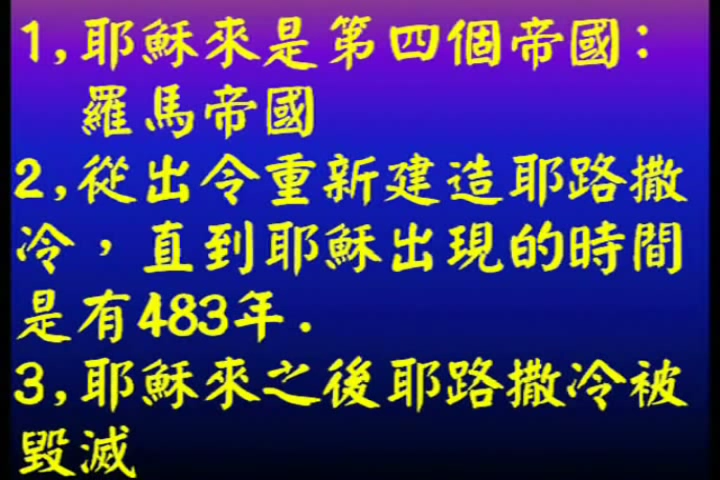 1,耶穌來是第四個帝國:
羅馬帝國
2,從出令重新建造耶路撒
冷，直到耶穌出現的時間
是有483年.
3,耶穌來之後耶路撒冷被
毀滅